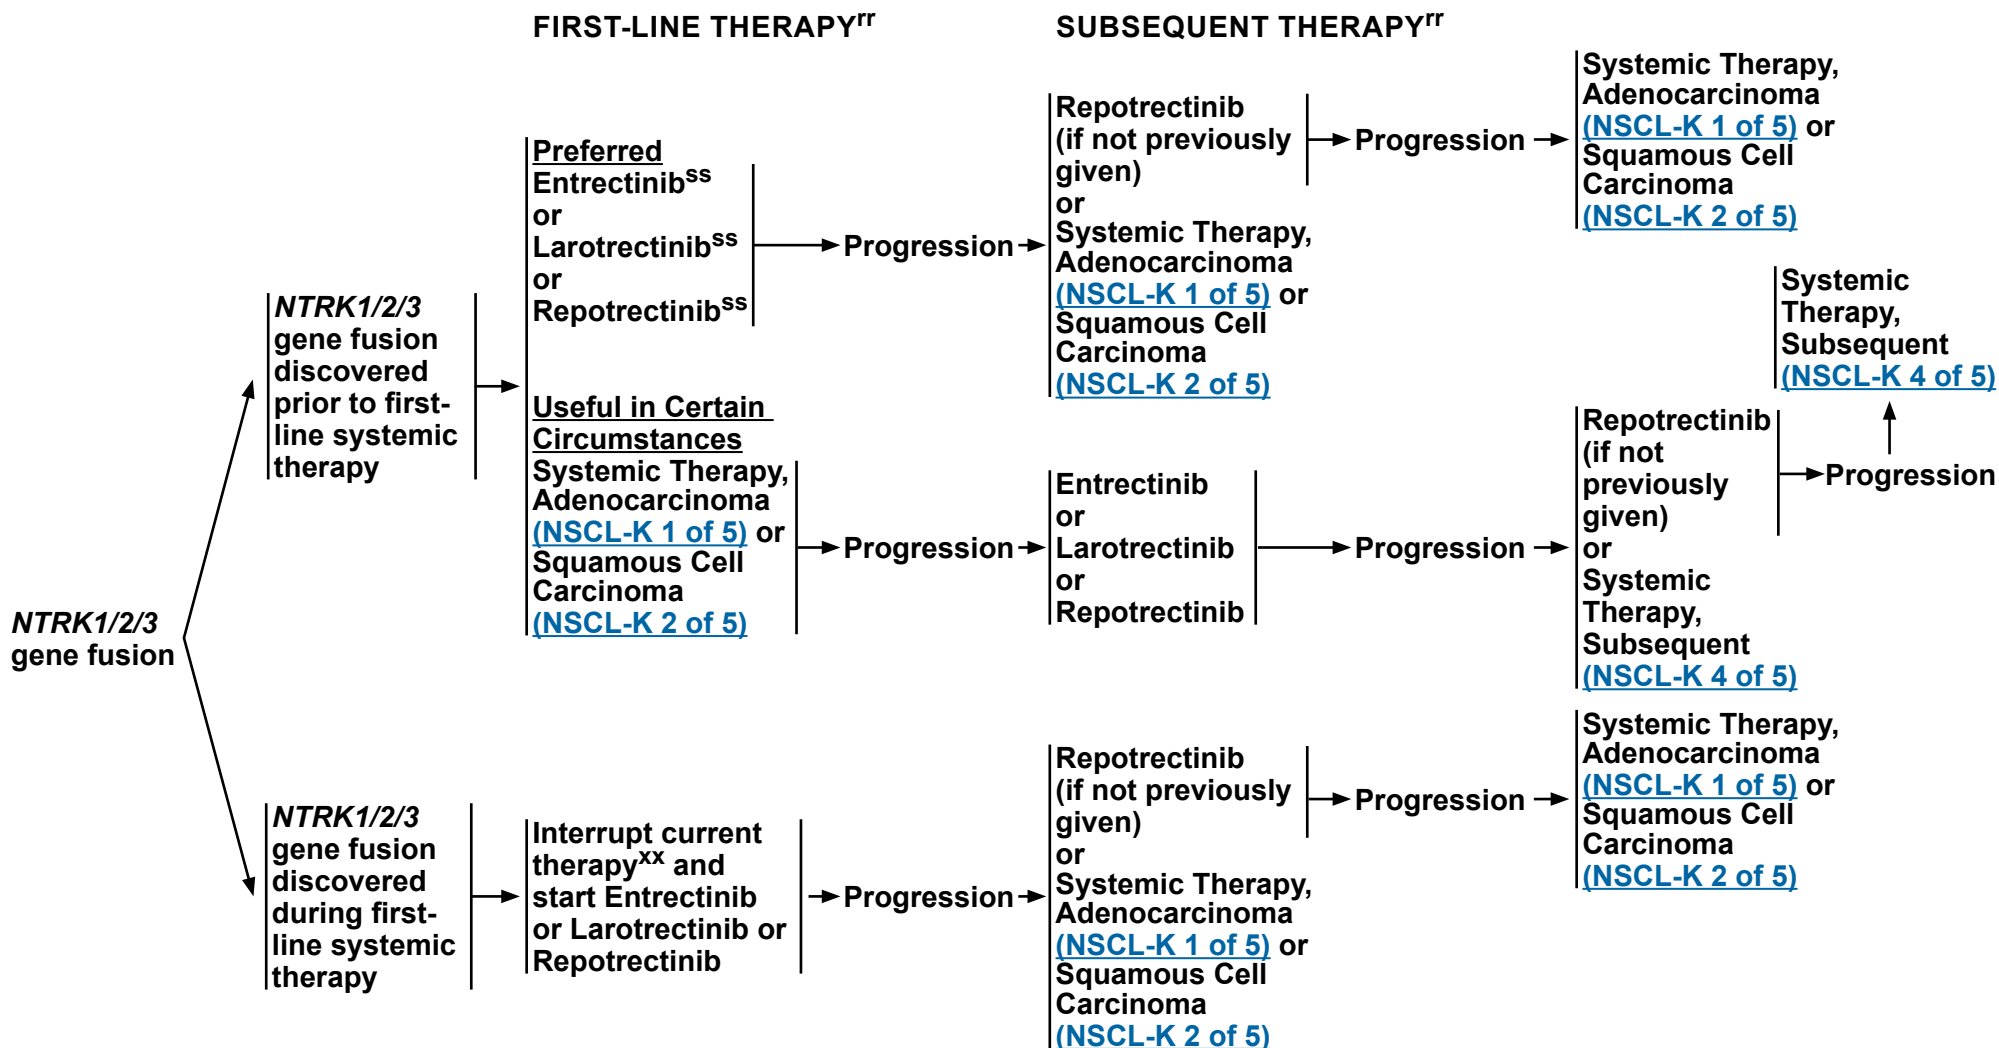 FIRST-LINE THERAPYrr
SUBSEQUENT THERAPYrr
NTRK1/2/3
gene fusion
NTRK1/2/3
gene fusion
discovered
prior to first-
line systemic
therapy
Preferred
Entrectinibss
or
Larotrectinibss
or
Repotrectinibss
Progression
Repotrectinib
(if not previously
given)
or
Systemic Therapy,
Adenocarcinoma
(NSCL-K 1 of 5) or
Squamous Cell
Carcinoma
(NSCL-K 2 of 5)
Progression
Systemic Therapy,
Adenocarcinoma
(NSCL-K 1 of 5) or
Squamous Cell
Carcinoma
(NSCL-K 2 of 5)
Useful in Certain
Circumstances
Systemic Therapy,
Adenocarcinoma
(NSCL-K 1 of 5) or
Squamous Cell
Carcinoma
(NSCL-K 2 of 5)
Progression
Entrectinib
or
Larotrectinib
or
Repotrectinib
Progression
Repotrectinib
(if not
previously
given)
or
Systemic
Therapy,
Subsequent
(NSCL-K 4 of 5)
Progression
Systemic
Therapy,
Subsequent
(NSCL-K 4 of 5)
NTRK1/2/3
gene fusion
discovered
during first-
line systemic
therapy
Interrupt current
therapyxx and
start Entrectinib
or Larotrectinib or
Repotrectinib
Progression
Repotrectinib
(if not previously
given)
or
Systemic Therapy,
Adenocarcinoma
(NSCL-K 1 of 5) or
Squamous Cell
Carcinoma
(NSCL-K 2 of 5)
Progression
Systemic Therapy,
Adenocarcinoma
(NSCL-K 1 of 5) or
Squamous Cell
Carcinoma
(NSCL-K 2 of 5)